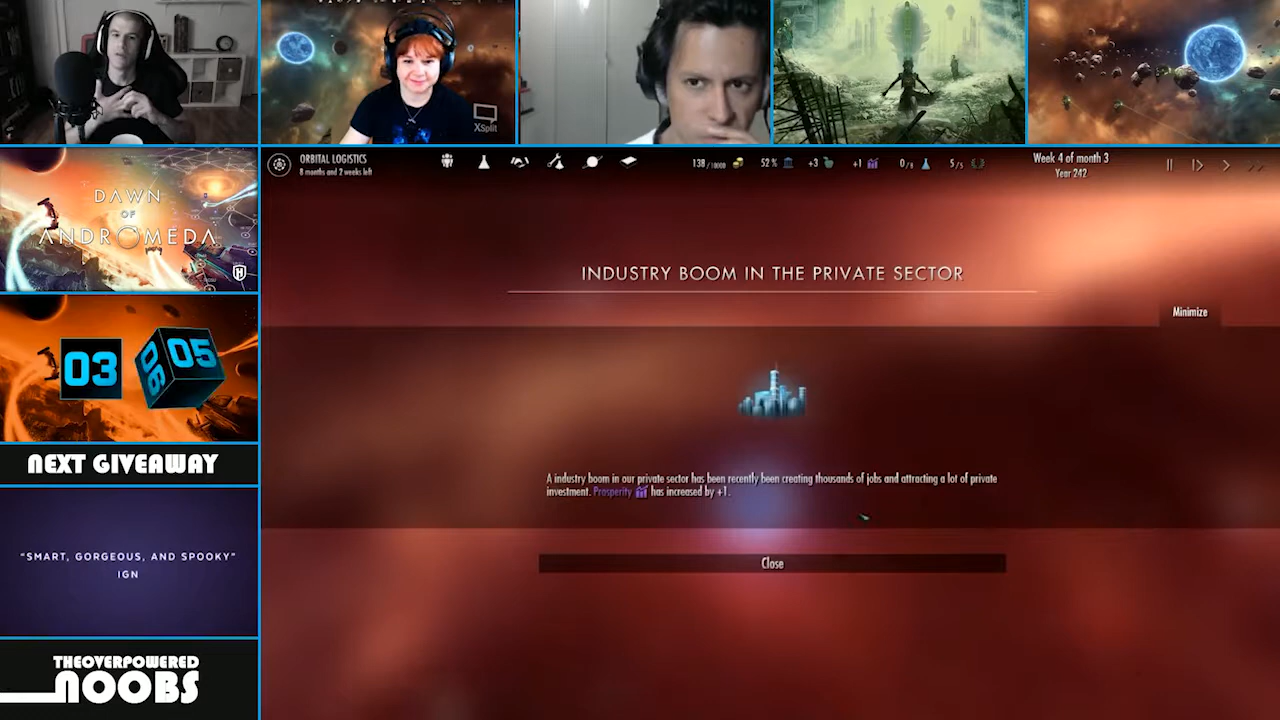 XSplit
DAWN
OF
ANDROMEDA
03
05
06
NEXT GIVEAWAY
"SMART, GORGEOUS, AND SPOOKY"
IGN
THEOVERPOWERED
NOOBS
ORBITAL LOGISTICS
8 months and 2 weeks left
138/10000 52% +3 +1 0/8 5/5
Week 4 of month 3
Year 242
INDUSTRY BOOM IN THE PRIVATE SECTOR
Minimize
A industry boom in our private sector has been recently been creating thousands of jobs and attracting a lot of private
investment. Prosperity has increased by +1.
Close